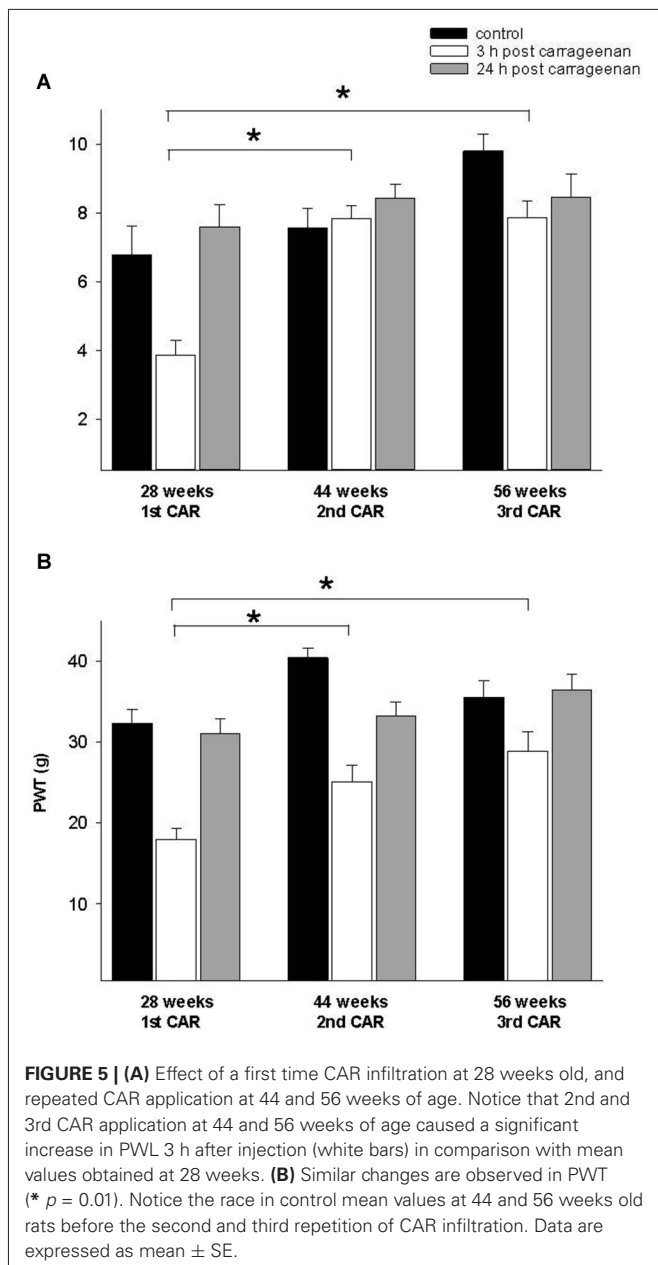 control
3 h post carrageenan
24 h post carrageenan
A
*
*
10
8
6
4
2
28 weeks
1st CAR
44 weeks
2nd CAR
56 weeks
3rd CAR
B
*
*
40
30
20
10
PWT (g)
28 weeks
1st CAR
44 weeks
2nd CAR
56 weeks
3rd CAR
FIGURE 5 | (A) Effect of a first time CAR infiltration at 28 weeks old, and
repeated CAR application at 44 and 56 weeks of age. Notice that 2nd and
3rd CAR application at 44 and 56 weeks of age caused a significant
increase in PWL 3 h after injection (white bars) in comparison with mean
values obtained at 28 weeks. (B) Similar changes are observed in PWT
(* p = 0.01). Notice the race in control mean values at 44 and 56 weeks old
rats before the second and third repetition of CAR infiltration. Data are
expressed as mean ± SE.